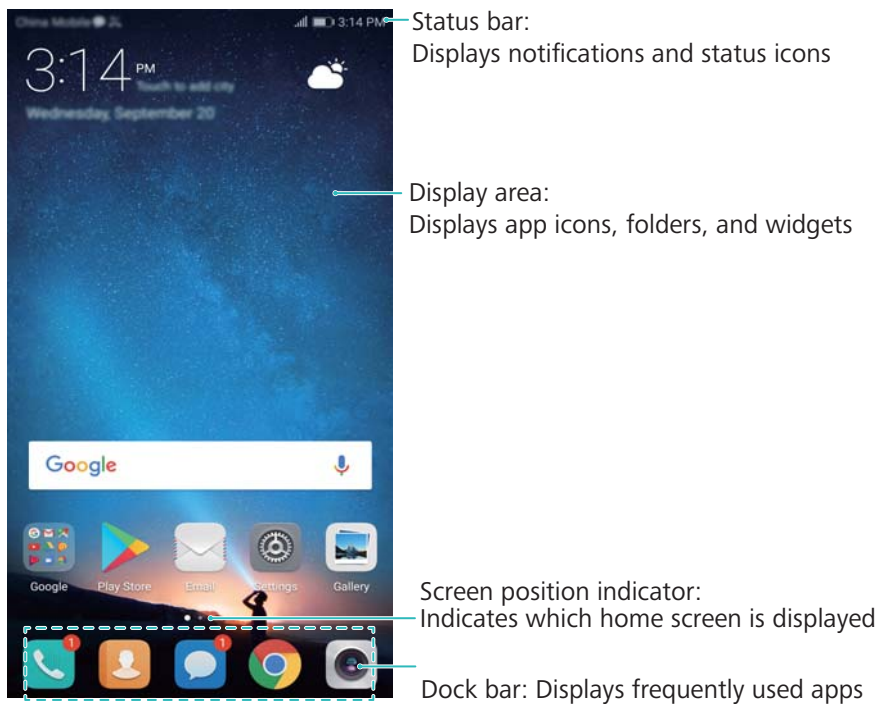 China Mobile
3:14 PM
Status bar:
Displays notifications and status icons
3:14 PM
Touch to add city
Wednesday, September 20
Display area:
Displays app icons, folders, and widgets
Google
Google
Play Store
Email
Settings
Gallery
Screen position indicator:
Indicates which home screen is displayed
1
1
Dock bar: Displays frequently used apps